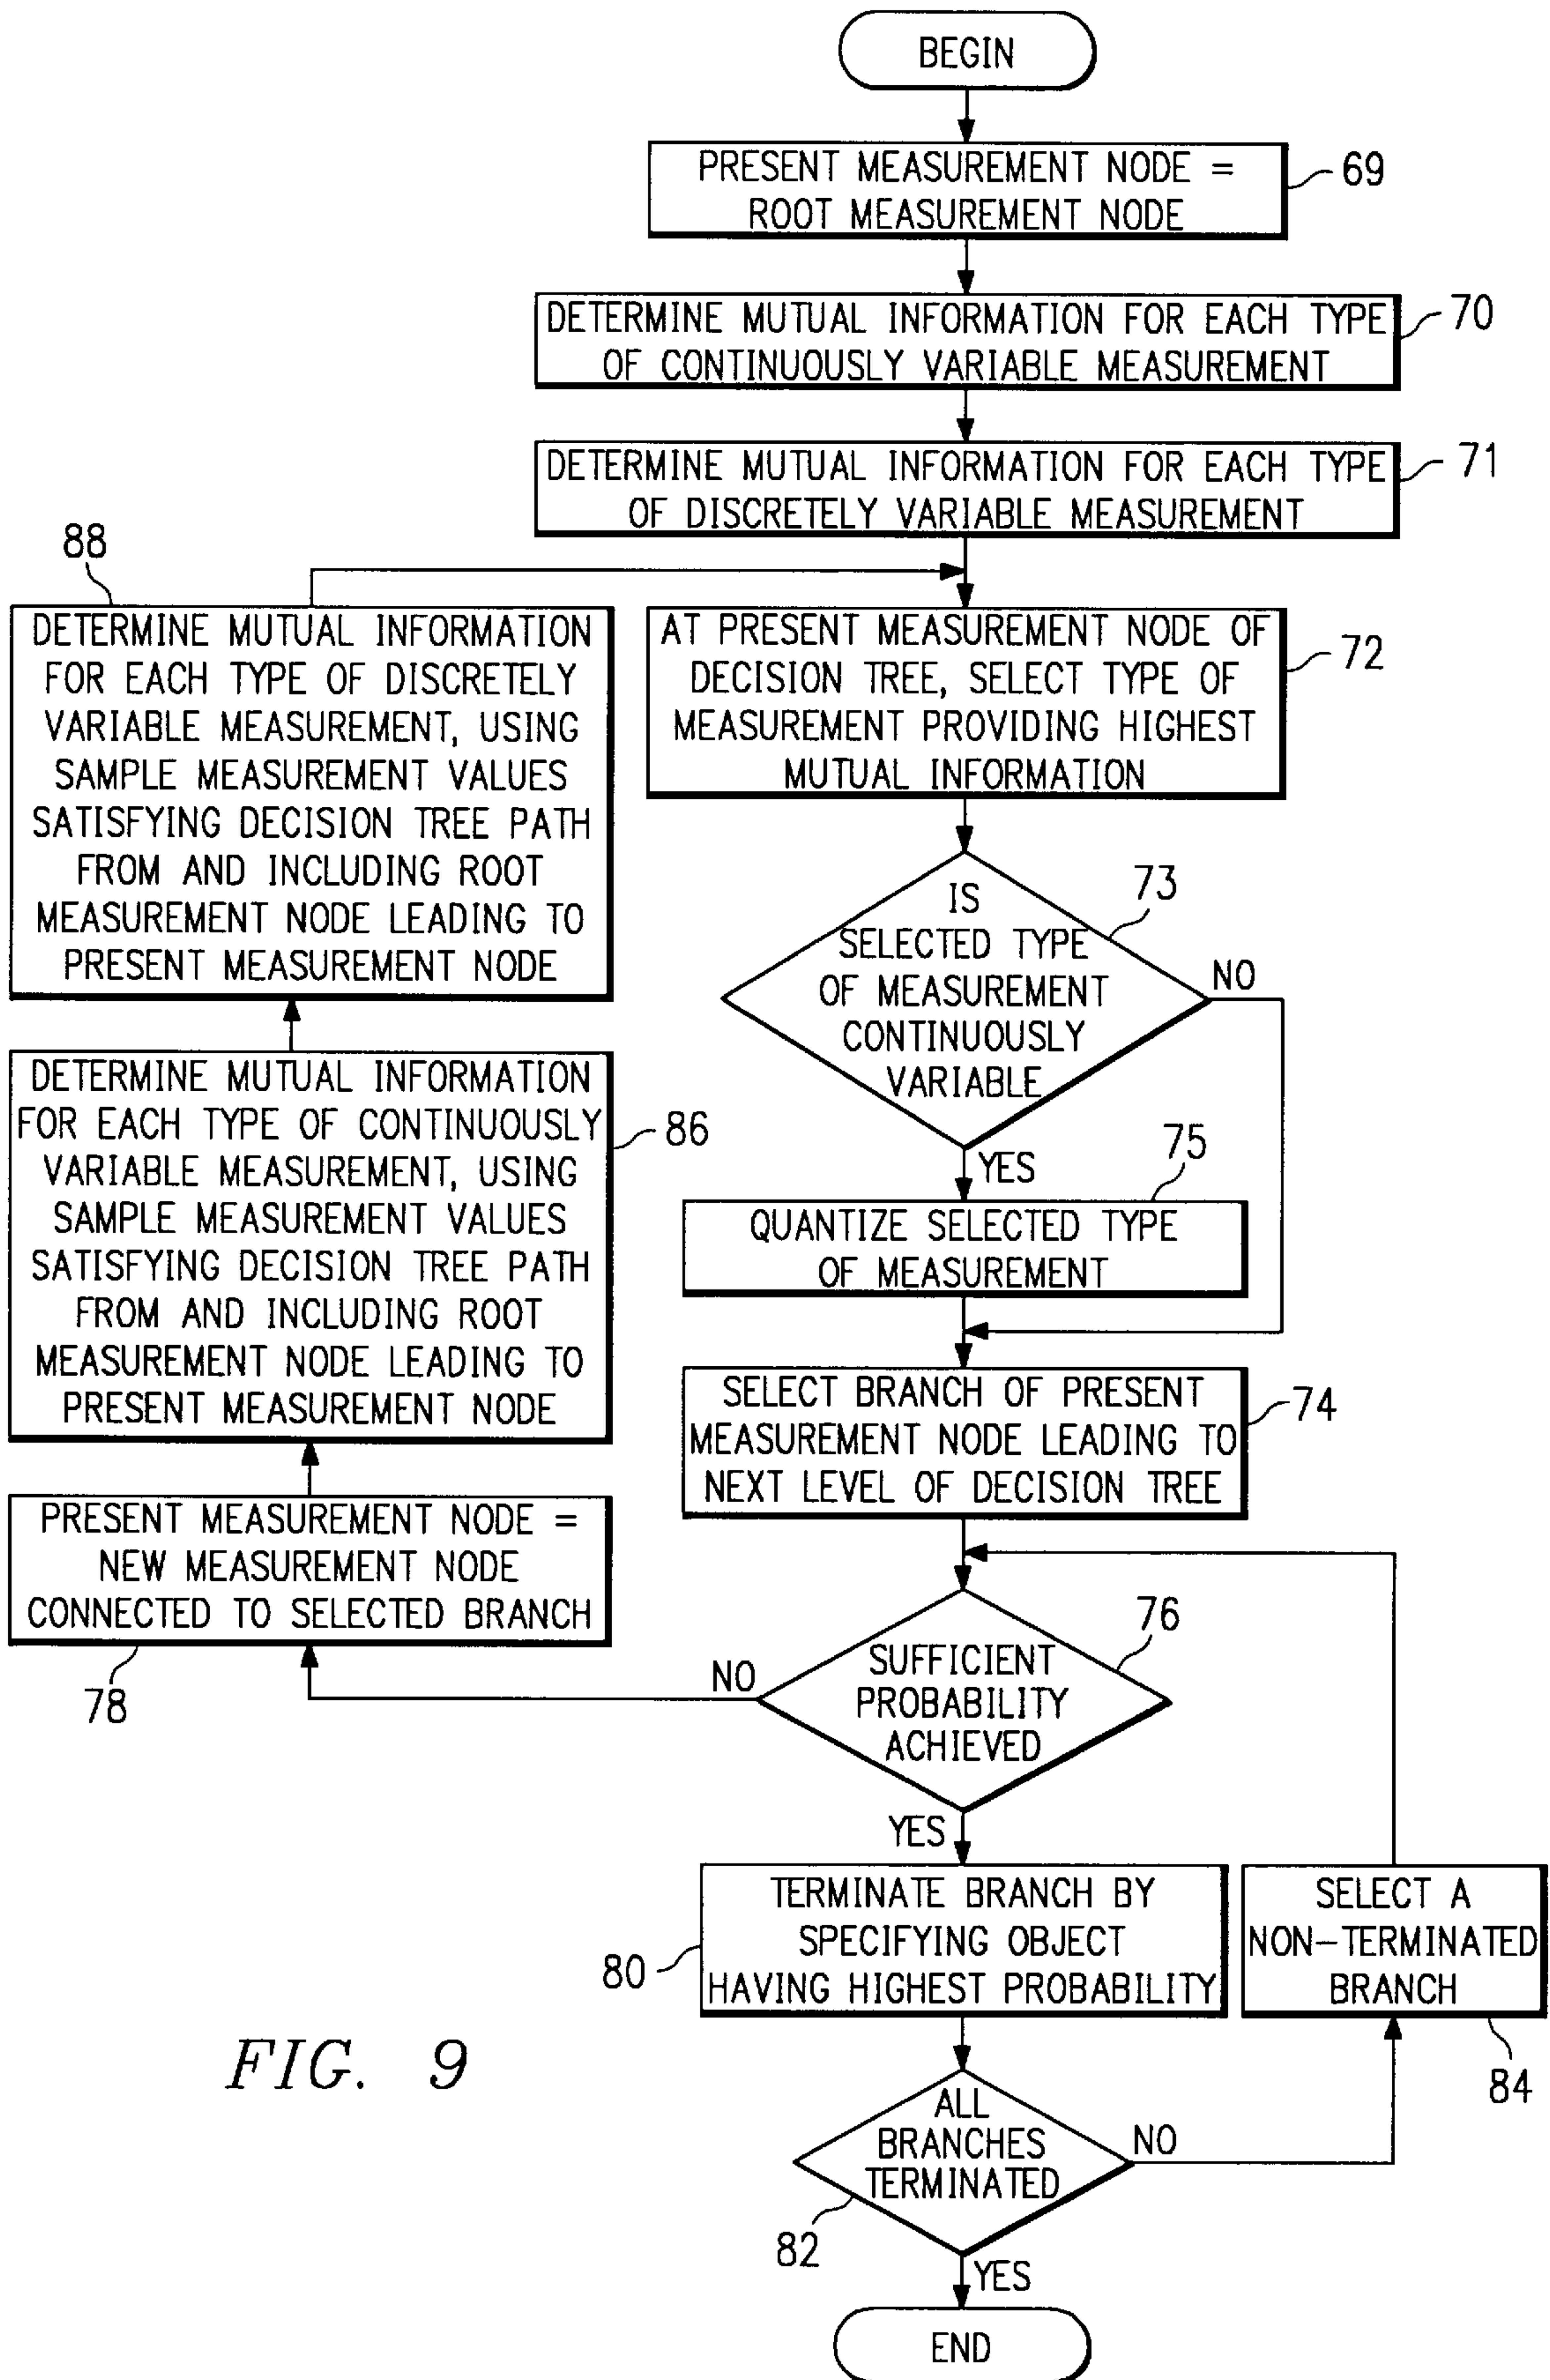 BEGIN
PRESENT MEASUREMENT NODE =
ROOT MEASUREMENT NODE
69
DETERMINE MUTUAL INFORMATION FOR EACH TYPE
OF CONTINUOUSLY VARIABLE MEASUREMENT
70
DETERMINE MUTUAL INFORMATION FOR EACH TYPE
OF DISCRETELY VARIABLE MEASUREMENT
71
88
DETERMINE MUTUAL INFORMATION
FOR EACH TYPE OF DISCRETELY
VARIABLE MEASUREMENT, USING
SAMPLE MEASUREMENT VALUES
SATISFYING DECISION TREE PATH
FROM AND INCLUDING ROOT
MEASUREMENT NODE LEADING TO
PRESENT MEASUREMENT NODE
AT PRESENT MEASUREMENT NODE OF
DECISION TREE, SELECT TYPE OF
MEASUREMENT PROVIDING HIGHEST
MUTUAL INFORMATION
72
IS
SELECTED TYPE
OF MEASUREMENT
CONTINUOUSLY
VARIABLE
73
NO
YES
DETERMINE MUTUAL INFORMATION
FOR EACH TYPE OF CONTINUOUSLY
VARIABLE MEASUREMENT, USING
SAMPLE MEASUREMENT VALUES
SATISFYING DECISION TREE PATH
FROM AND INCLUDING ROOT
MEASUREMENT NODE LEADING TO
PRESENT MEASUREMENT NODE
86
75
QUANTIZE SELECTED TYPE
OF MEASUREMENT
SELECT BRANCH OF PRESENT
MEASUREMENT NODE LEADING TO
NEXT LEVEL OF DECISION TREE
74
PRESENT MEASUREMENT NODE =
NEW MEASUREMENT NODE
CONNECTED TO SELECTED BRANCH
78
NO
SUFFICIENT
PROBABILITY
ACHIEVED
76
YES
TERMINATE BRANCH BY
SPECIFYING OBJECT
HAVING HIGHEST PROBABILITY
80
SELECT A
NON-TERMINATED
BRANCH
84
ALL
BRANCHES
TERMINATED
82
NO
YES
END
FIG. 9